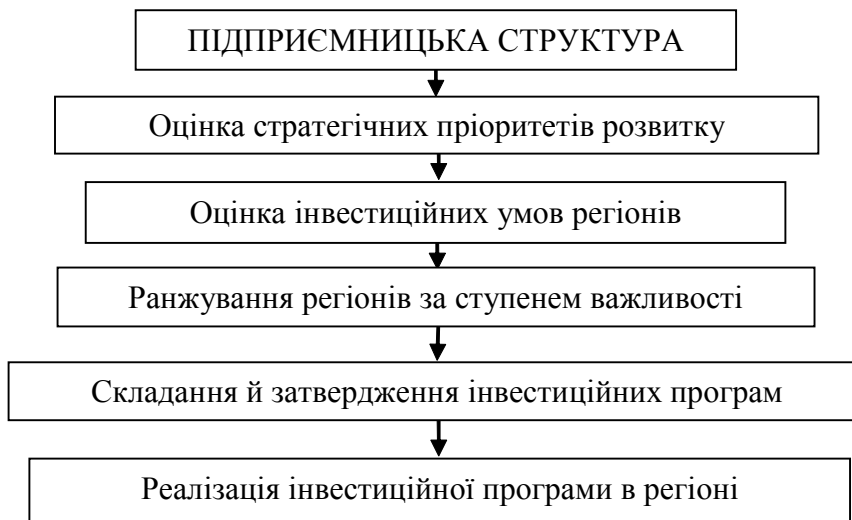 ПІДПРИЄМНИЦЬКА СТРУКТУРА
Оцінка стратегічних пріоритетів розвитку
Оцінка інвестиційних умов регіонів
Ранжування регіонів за ступенем важливості
Складання й затвердження інвестиційних програм
Реалізація інвестиційної програми в регіоні